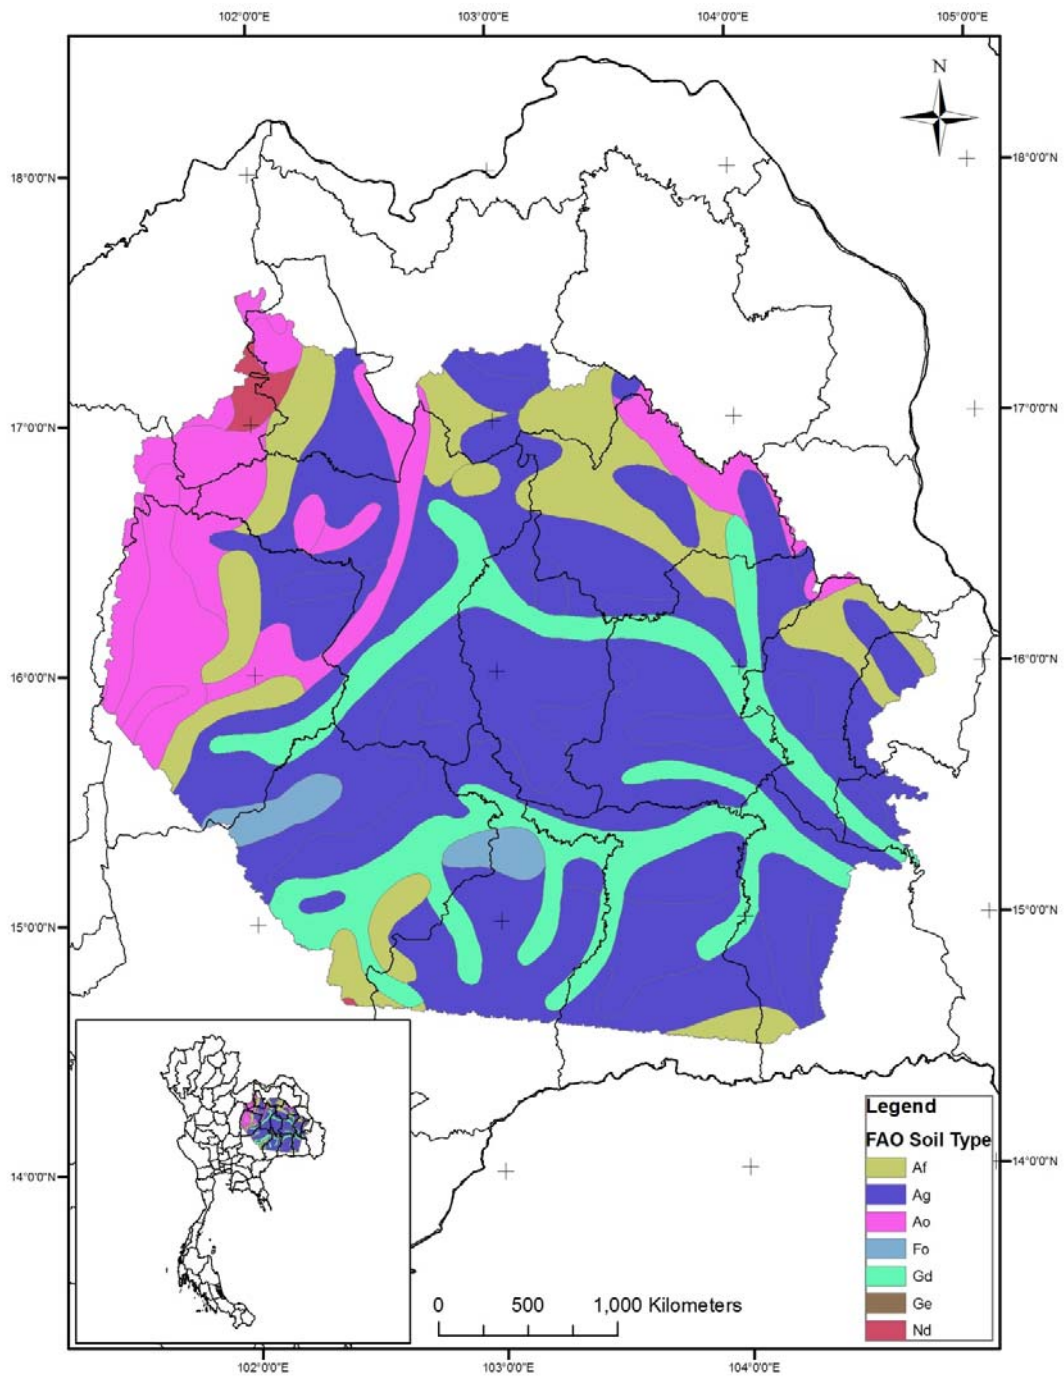 102°0'0"E 103°0'0"E 104°0'0"E 105°0'0"E
N
18°0'0"N 18°0'0"N
17°0'0"N 17°0'0"N
16°0'0"N 16°0'0"N
15°0'0"N 15°0'0"N
14°0'0"N 14°0'0"N
Legend
FAO Soil Type
Af
Ag
Ao
Fo
Gd
Ge
Nd
0 500 1,000 Kilometers
102°0'0"E 103°0'0"E 104°0'0"E